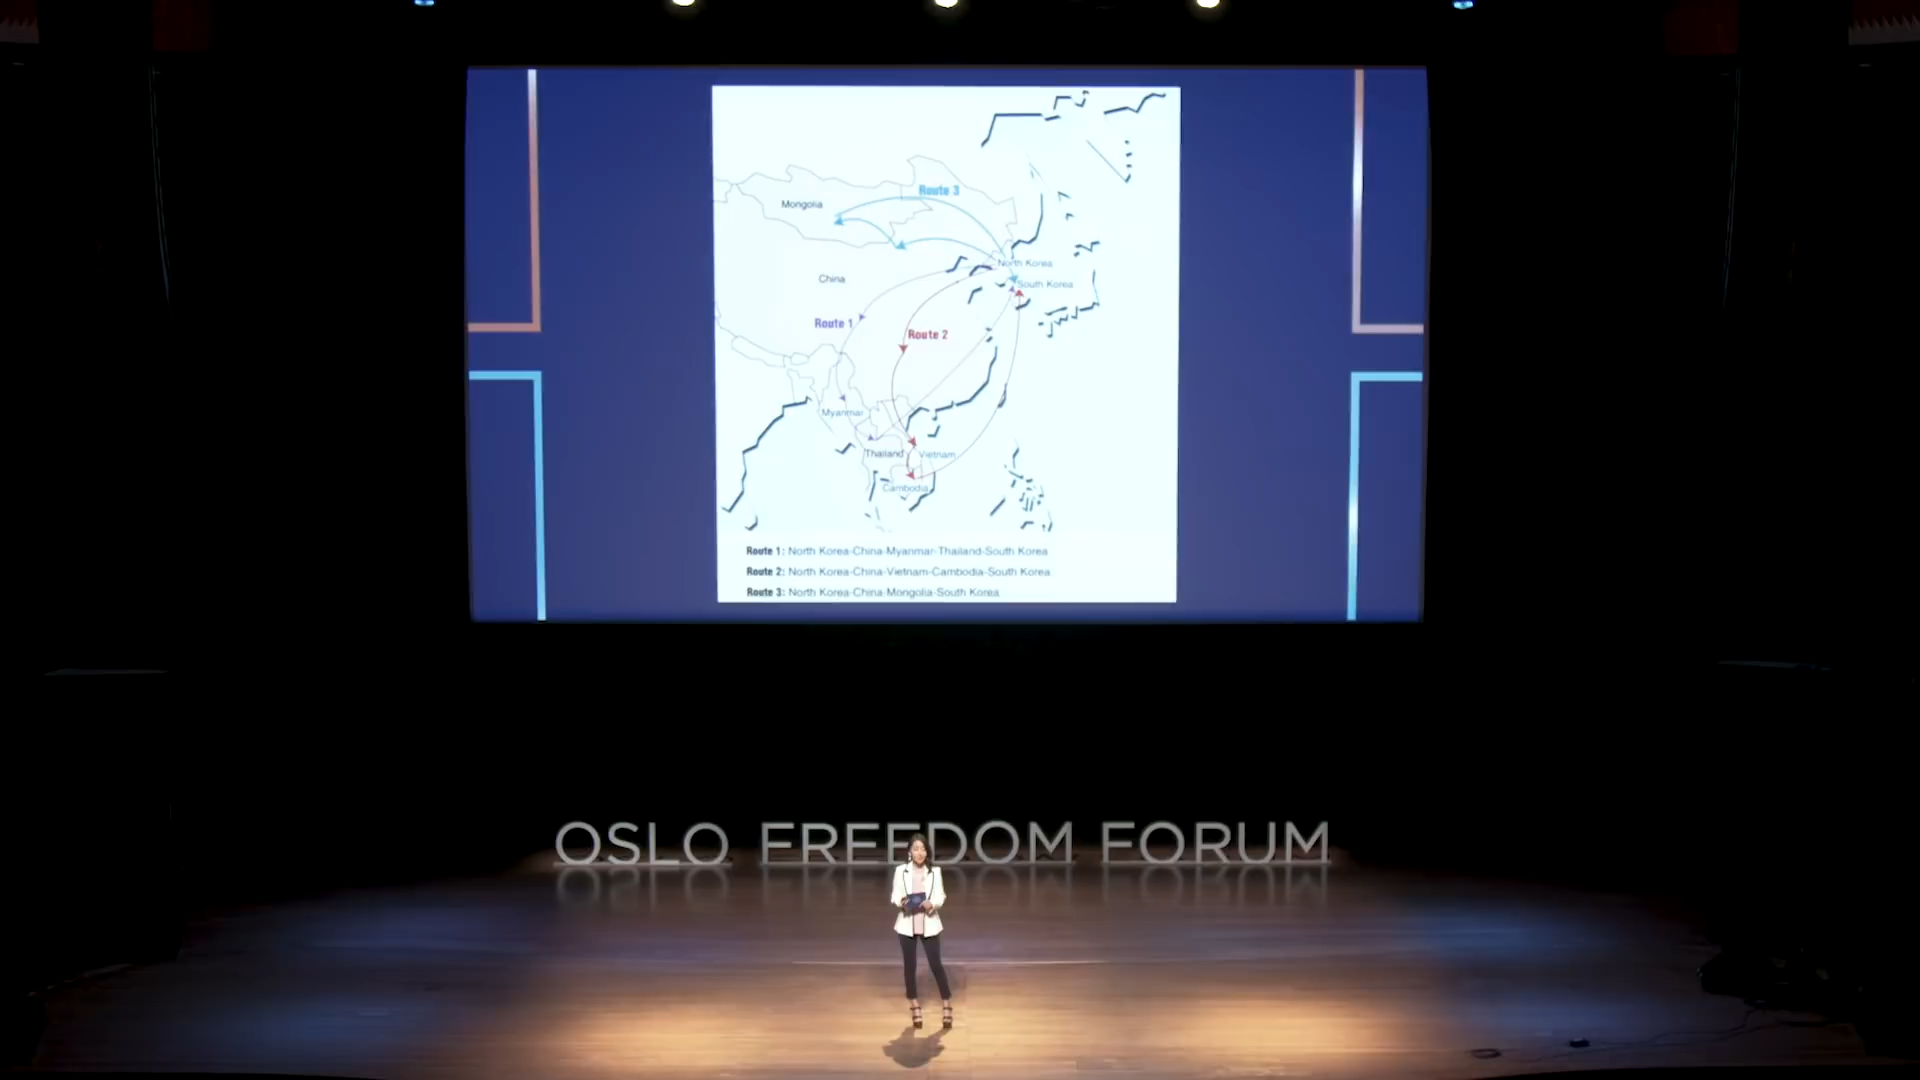 Route 3
Mongolia
North Korea
China
South Korea
Route 1
Route 2
Myanmar
Thailand
Vietnam
Cambodia
Route 1: North Korea-China-Myanmar-Thailand-South Korea
Route 2: North Korea-China-Vietnam-Cambodia-South Korea
Route 3: North Korea-China-Mongolia-South Korea
OSLO FREEDOM FORUM